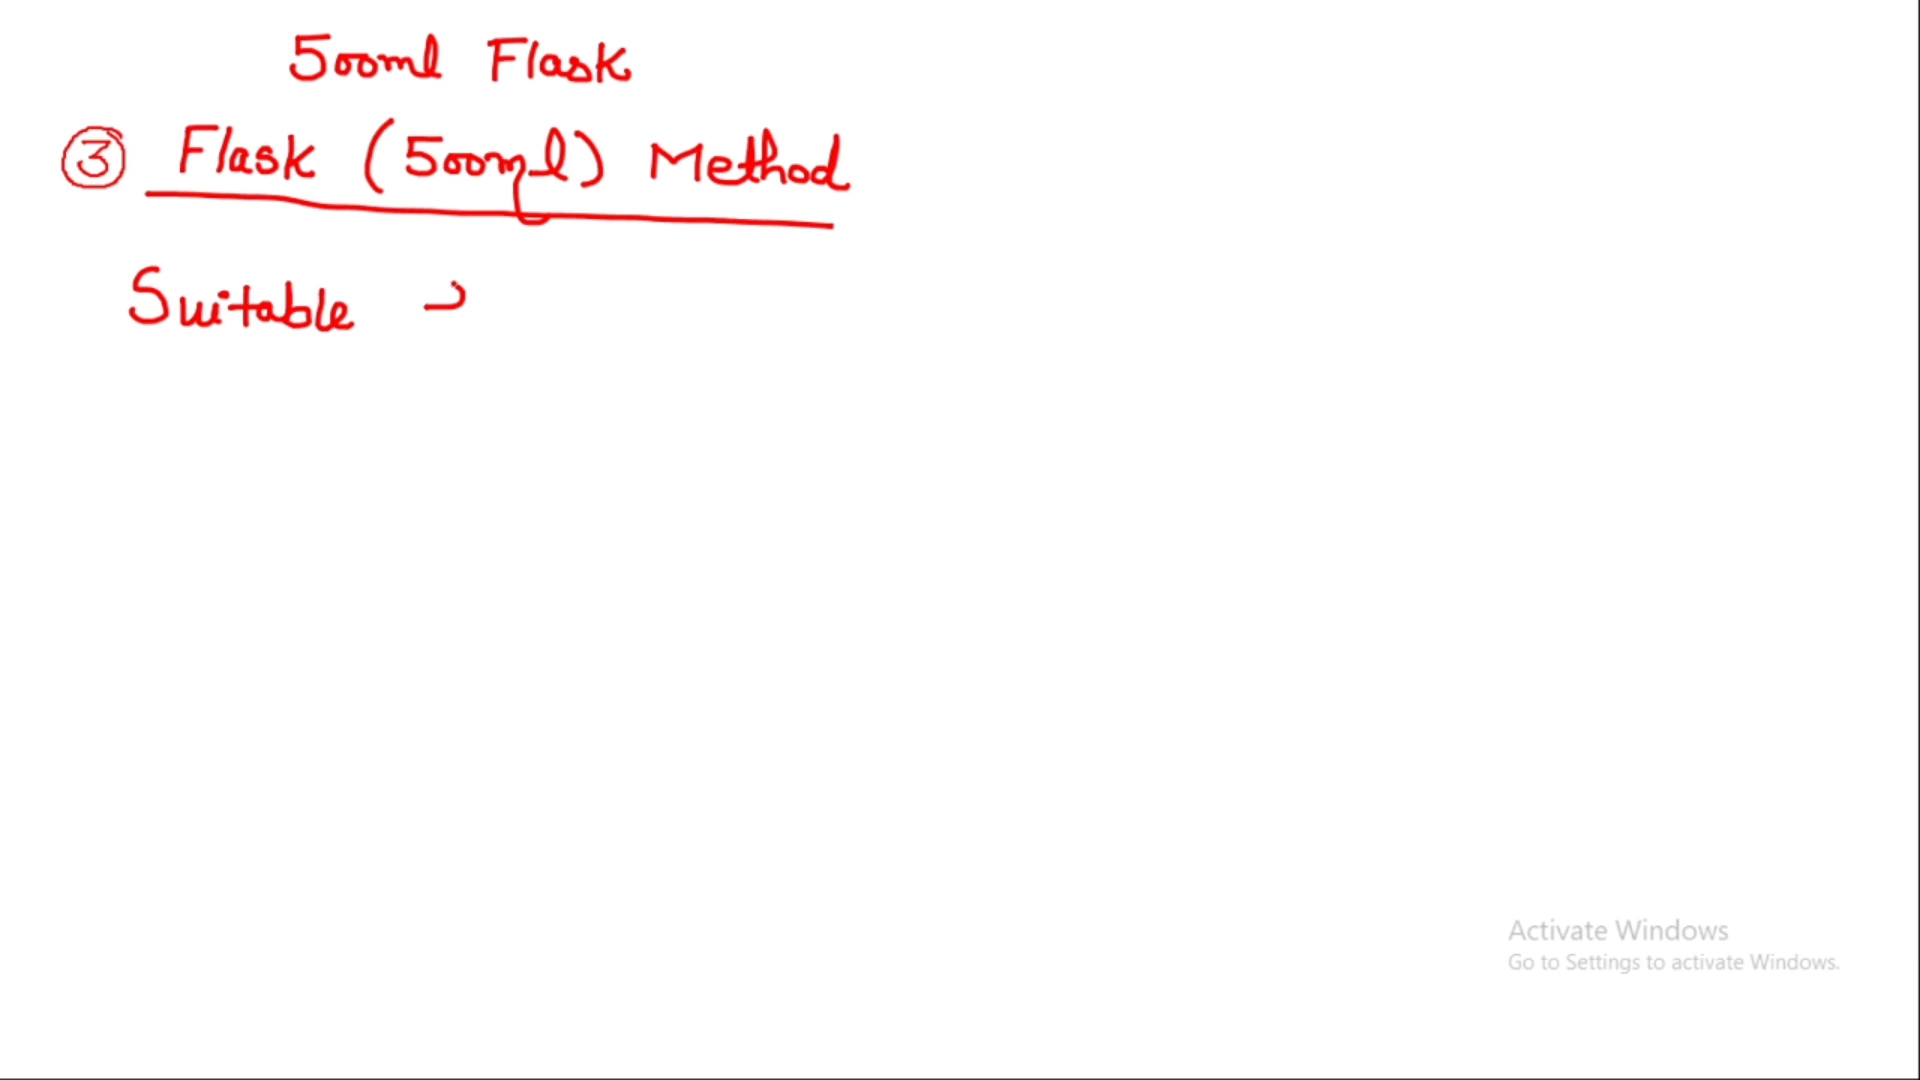 500ml Flask
③ Flask (500ml) Method
Suitable →
Activate Windows
Go to Settings to activate Windows.